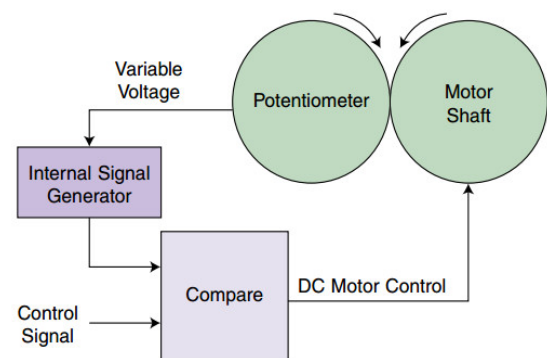 Variable
Voltage
Potentiometer
Motor
Shaft
Internal Signal
Generator
Compare
DC Motor Control
Control
Signal